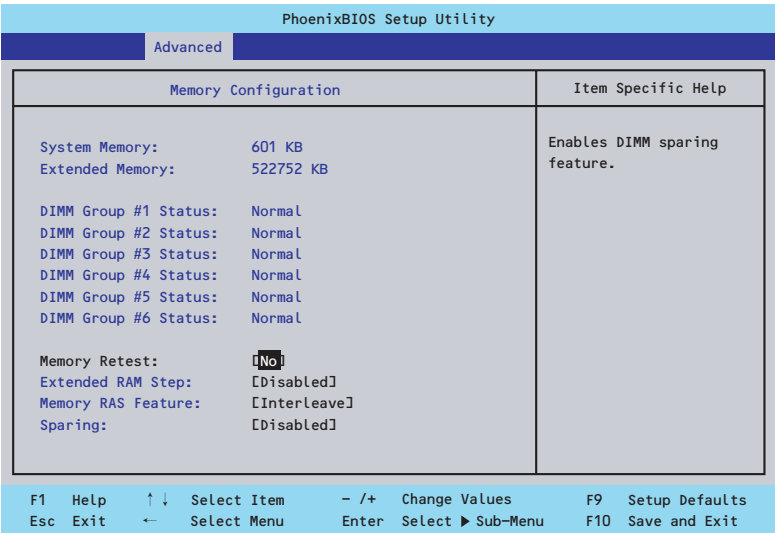 PhoenixBIOS Setup Utility
Advanced
Memory Configuration
Item Specific Help
System Memory: 601 KB
Extended Memory: 522752 KB
DIMM Group #1 Status: Normal
DIMM Group #2 Status: Normal
DIMM Group #3 Status: Normal
DIMM Group #4 Status: Normal
DIMM Group #5 Status: Normal
DIMM Group #6 Status: Normal
Memory Retest: [No]
Extended RAM Step: [Disabled]
Memory RAS Feature: [Interleave]
Sparing: [Disabled]
Enables DIMM sparing
feature.
F1 Help ↑↓ Select Item - /+ Change Values F9 Setup Defaults
Esc Exit ← Select Menu Enter Select ▶ Sub-Menu F10 Save and Exit